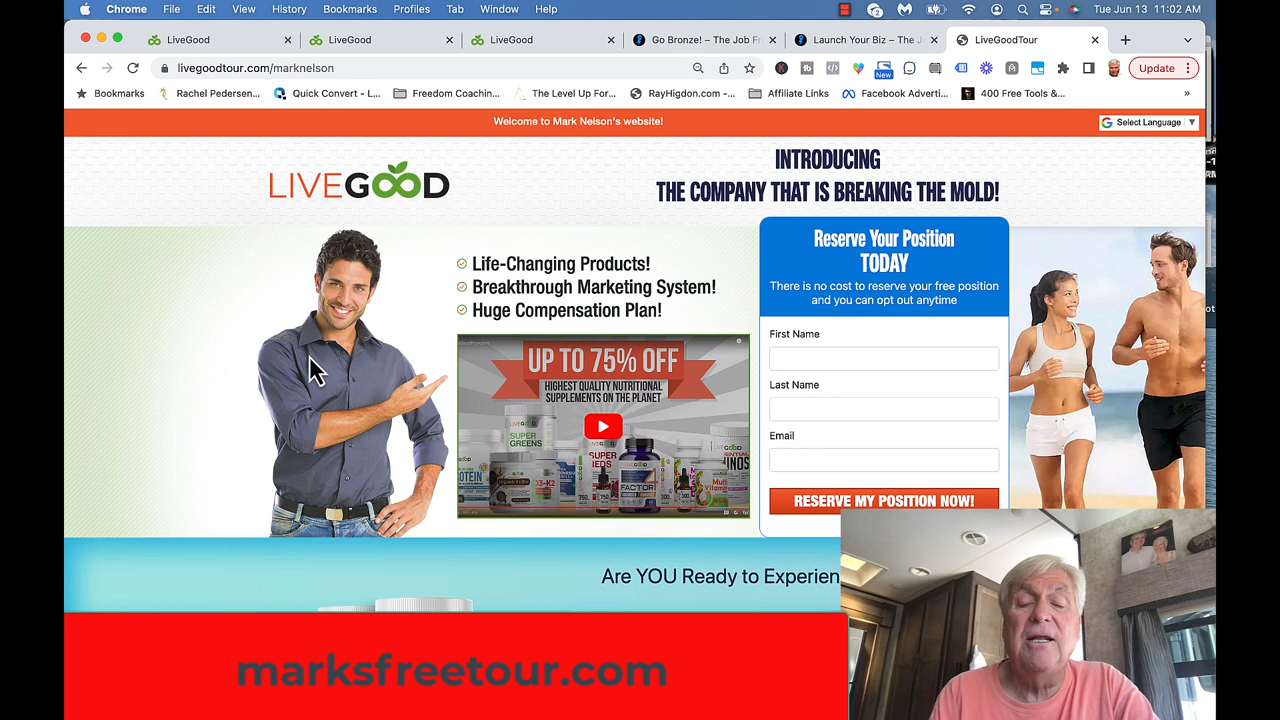 Chrome File Edit View History Bookmarks Profiles Tab Window Help Tue Jun 13 11:02 AM
LiveGood LiveGood LiveGood Go Bronze! – The Job Fr Launch Your Biz – The J LiveGoodTour
livegoodtour.com/marknelson New Update
Bookmarks Rachel Pedersen... Quick Convert - L... Freedom Coachin... The Level Up For... RayHigdon.com -... Affiliate Links Facebook Adverti... 400 Free Tools &... »
Welcome to Mark Nelson's website!
Select Language ▼
INTRODUCING
LIVEGOOD
THE COMPANY THAT IS BREAKING THE MOLD!
Life-Changing Products!
Breakthrough Marketing System!
Huge Compensation Plan!
UP TO 75% OFF
HIGHEST QUALITY NUTRITIONAL
SUPPLEMENTS ON THE PLANET
SUPER
GREENS
FACTOR
D3-K2
Reserve Your Position
TODAY
There is no cost to reserve your free position
and you can opt out anytime
First Name
Last Name
Email
RESERVE MY POSITION NOW!
Are YOU Ready to Experien
marksfreetour.com